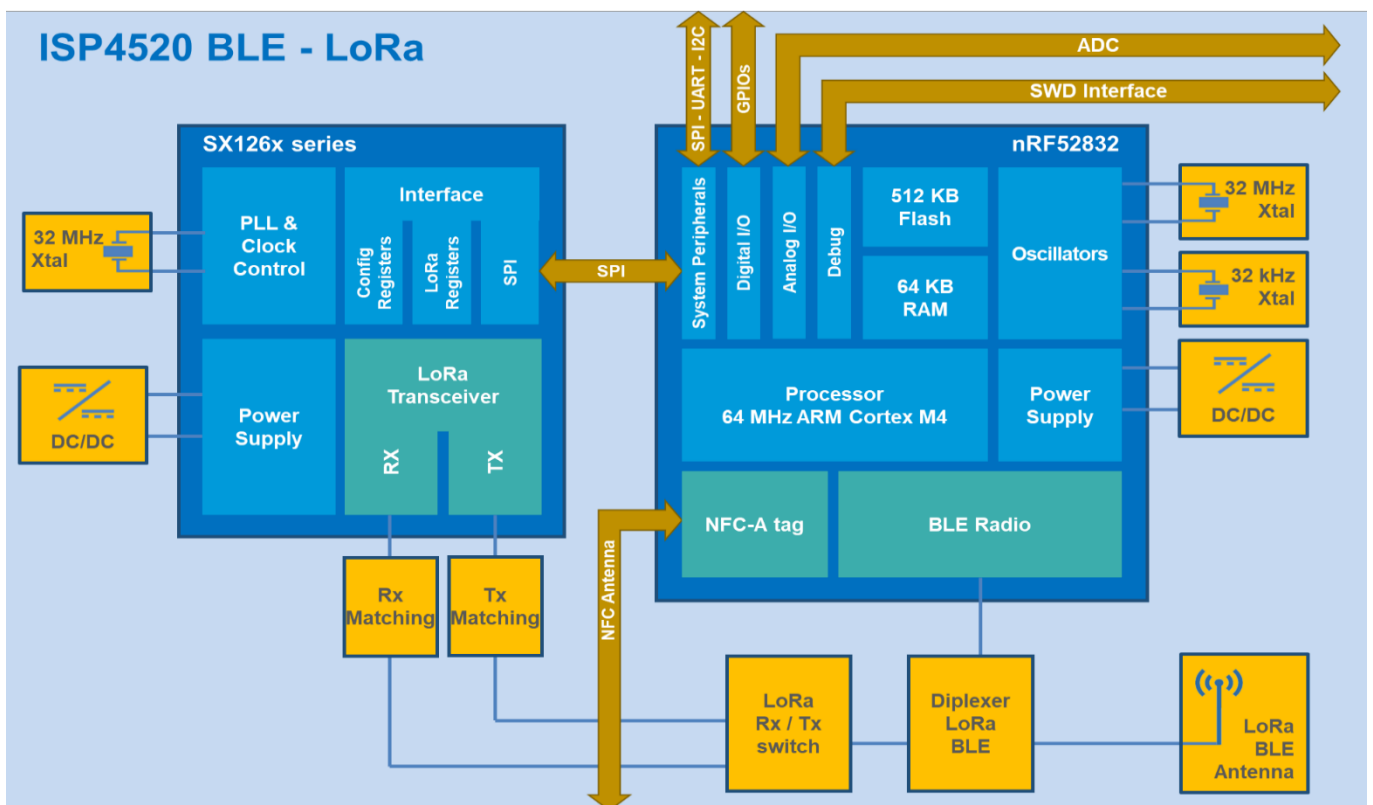 ISP4520 BLE - LoRa
SPI - UART - I2C
GPIOs
ADC
SWD Interface
SX126x series
nRF52832
PLL &
Clock
Control
Interface
Config
Registers
LoRa
Registers
SPI
32 MHz
Xtal
SPI
System Peripherals
Digital I/O
Analog I/O
Debug
512 KB
Flash
64 KB
RAM
Oscillators
32 MHz
Xtal
32 kHz
Xtal
DC/DC
Power
Supply
LoRa
Transceiver
RX
TX
Processor
64 MHz ARM Cortex M4
Power
Supply
DC/DC
NFC-A tag
BLE Radio
NFC Antenna
Rx
Matching
Tx
Matching
LoRa
Rx / Tx
switch
Diplexer
LoRa
BLE
LoRa
BLE
Antenna